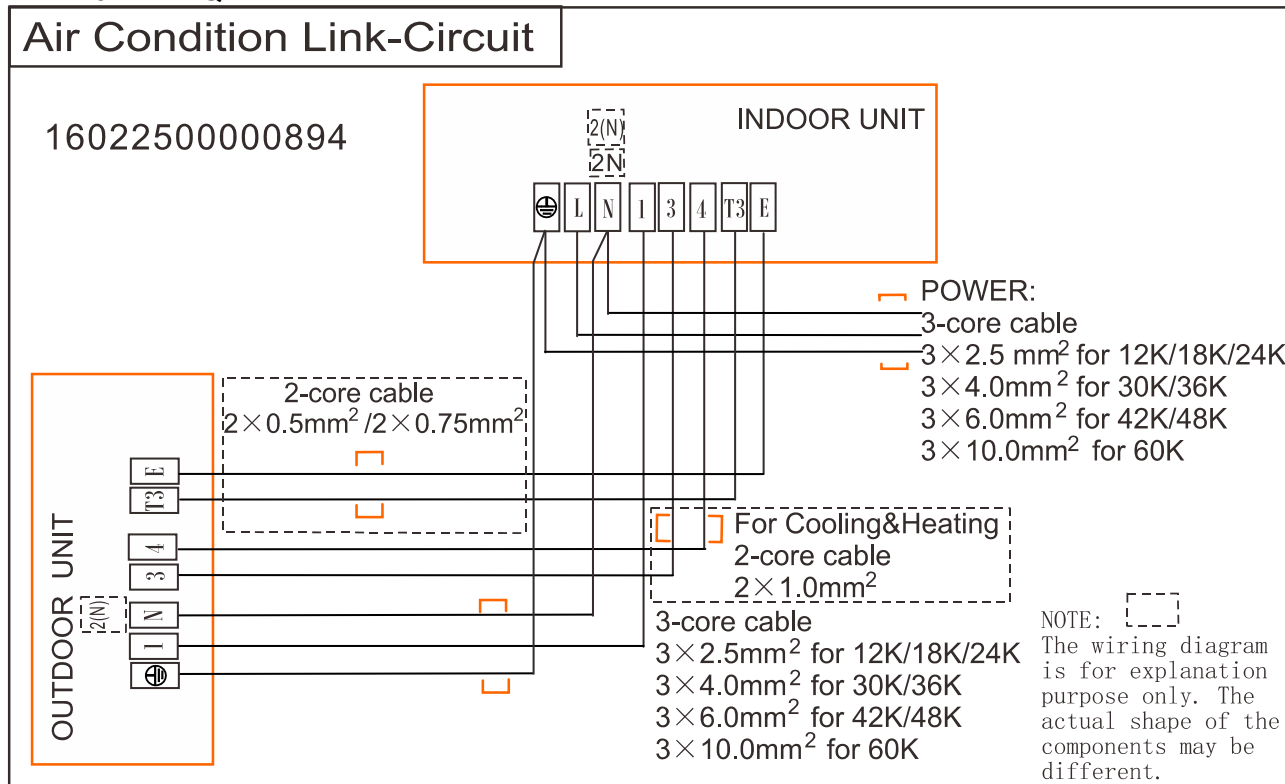 Air Condition Link-Circuit
16022500000894
INDOOR UNIT
2(N)
2N
L N 1 3 4 T3 E
POWER:
3-core cable
3×2.5 mm² for 12K/18K/24K
3×4.0mm² for 30K/36K
3×6.0mm² for 42K/48K
3×10.0mm² for 60K
2-core cable
2×0.5mm² /2×0.75mm²
OUTDOOR UNIT
E
T3
4
3
2(N)
N
1
For Cooling&Heating
2-core cable
2×1.0mm²
3-core cable
3×2.5mm² for 12K/18K/24K
3×4.0mm² for 30K/36K
3×6.0mm² for 42K/48K
3×10.0mm² for 60K
NOTE:
The wiring diagram
is for explanation
purpose only. The
actual shape of the
components may be
different.